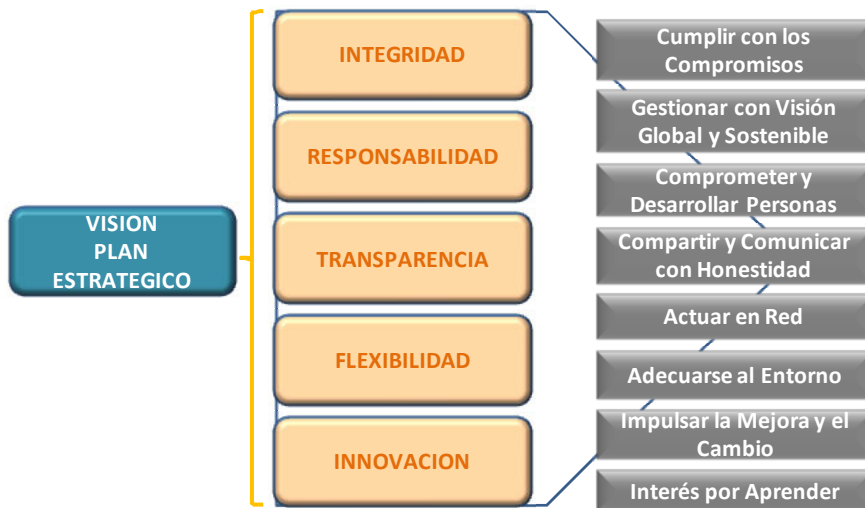 VISION
PLAN
ESTRATEGICO
INTEGRIDAD
RESPONSABILIDAD
TRANSPARENCIA
FLEXIBILIDAD
INNOVACION
Cumplir con los
Compromisos
Gestionar con Visión
Global y Sostenible
Comprometer y
Desarrollar Personas
Compartir y Comunicar
con Honestidad
Actuar en Red
Adecuarse al Entorno
Impulsar la Mejora y el
Cambio
Interés por Aprender